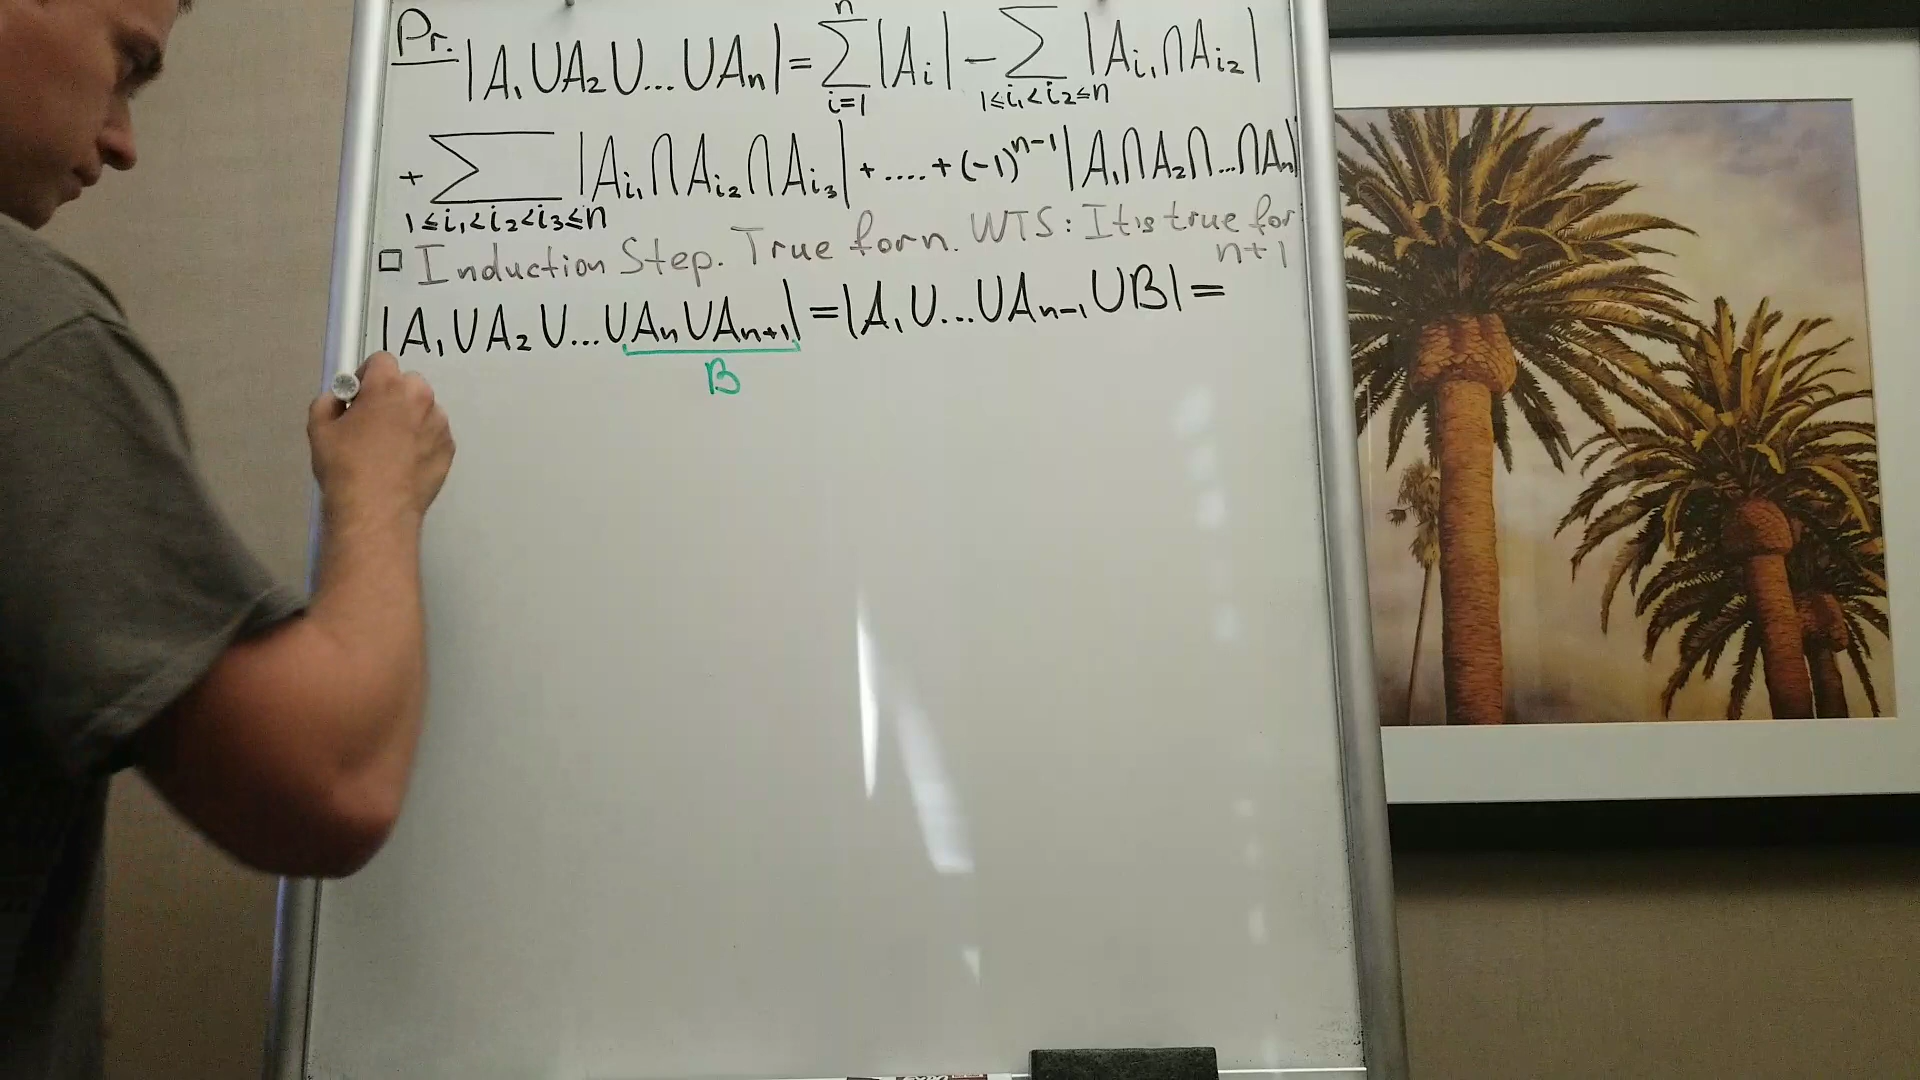 Pr. |A₁∪A₂∪...∪Aₙ| = ∑ⁿᵢ₌₁ |Aᵢ| − ∑_{1≤i₁<i₂≤n} |A_{i₁}∩A_{i₂}|
+ ∑_{1≤i₁<i₂<i₃≤n} |A_{i₁}∩A_{i₂}∩A_{i₃}| + .... + (-1)ⁿ⁻¹ |A₁∩A₂∩...∩Aₙ|
□ Induction Step. True for n. WTS: It is true for
n+1
|A₁∪A₂∪...∪Aₙ∪Aₙ₊₁| = |A₁∪...∪Aₙ₋₁∪B| =
B